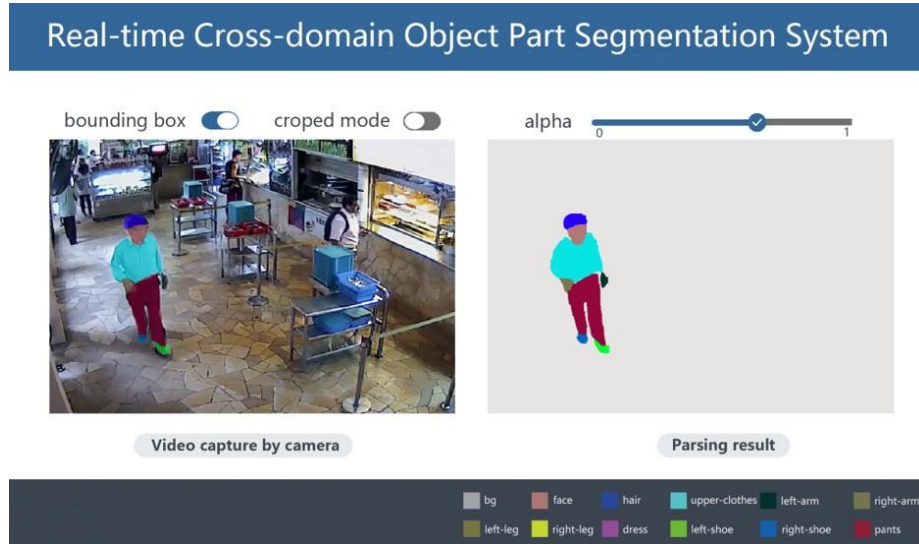 Real-time Cross-domain Object Part Segmentation System
bounding box croped mode alpha
0 1
Video capture by camera Parsing result
bg face hair upper-clothes left-arm right-arm
left-leg right-leg dress left-shoe right-shoe pants